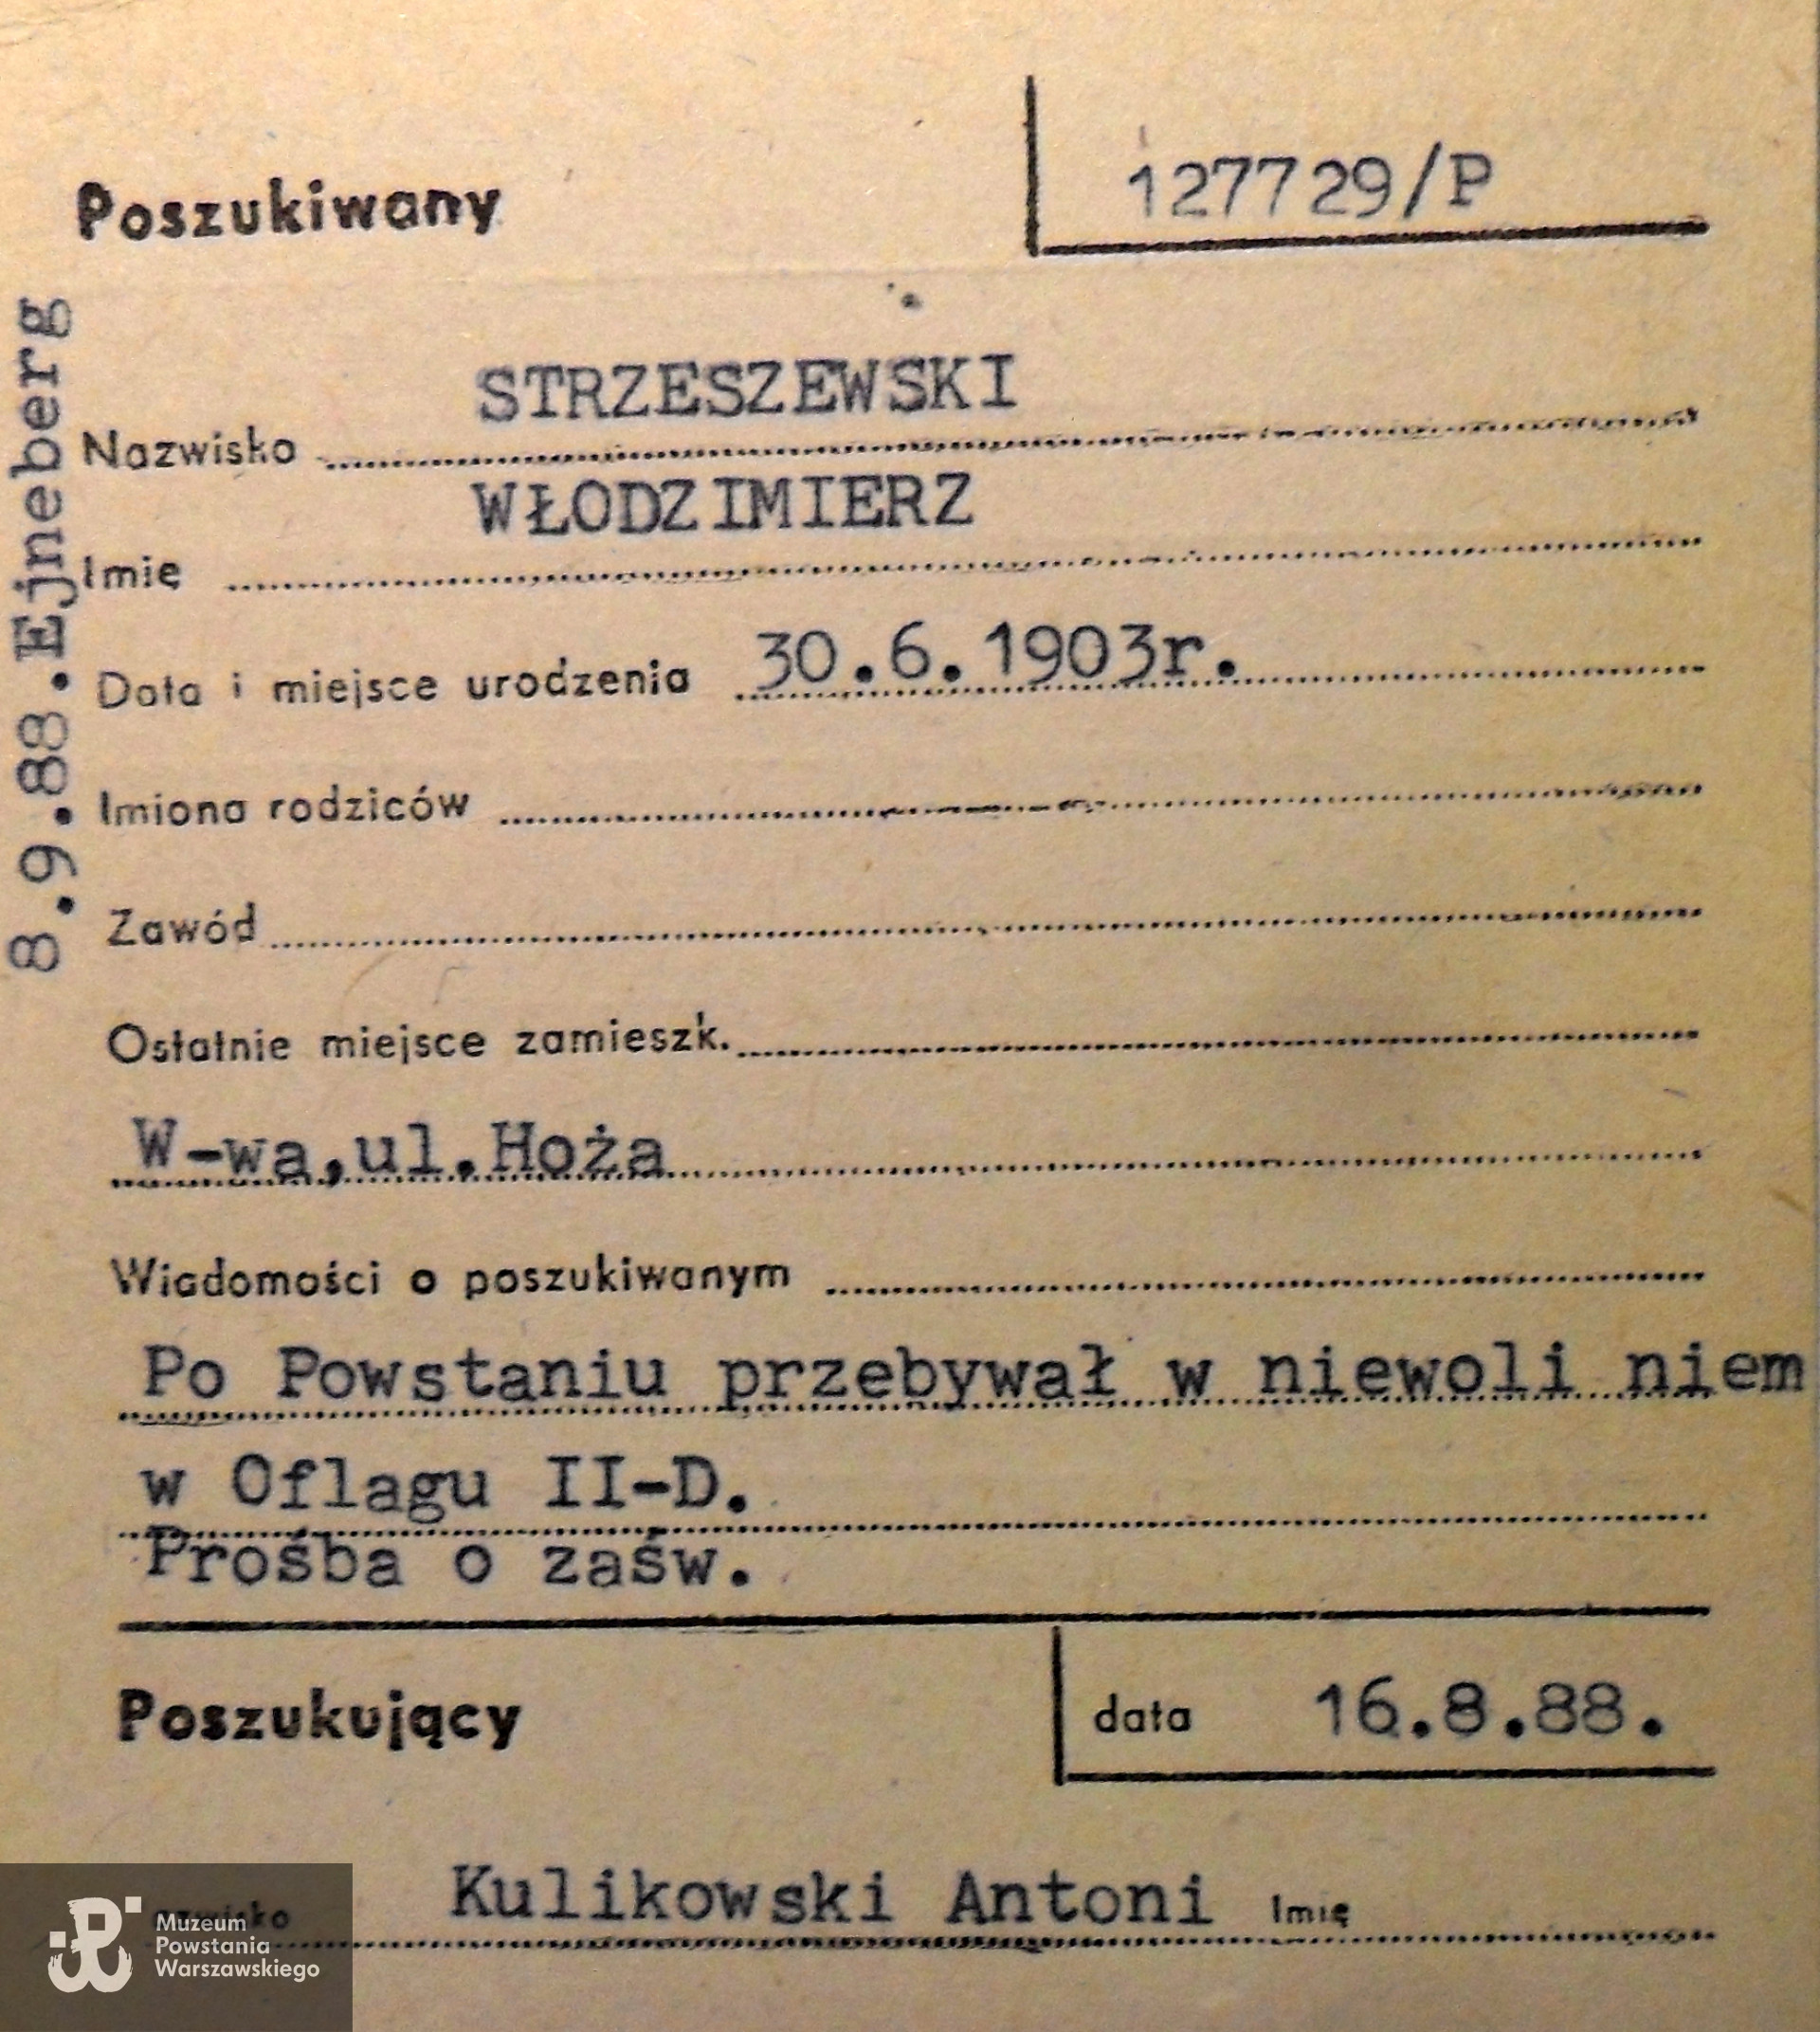 127729/P
Poszukiwany
8.9.88.Ejneberg
STRZESZEWSKI
Nazwisko
WŁODZIMIERZ
Imię
Data i miejsce urodzenia 30.6.1903r.
Imiona rodziców
Zawód
Ostatnie miejsce zamieszk.
W-wa,ul.Hoża
Wiadomości o poszukiwanym
Po Powstaniu przebywał w niewoli niem
w Oflagu II-D.
Prośba o zaśw.
Poszukujący
data 16.8.88.
Nazwisko Kulikowski Antoni Imię
Muzeum
Powstania
Warszawskiego